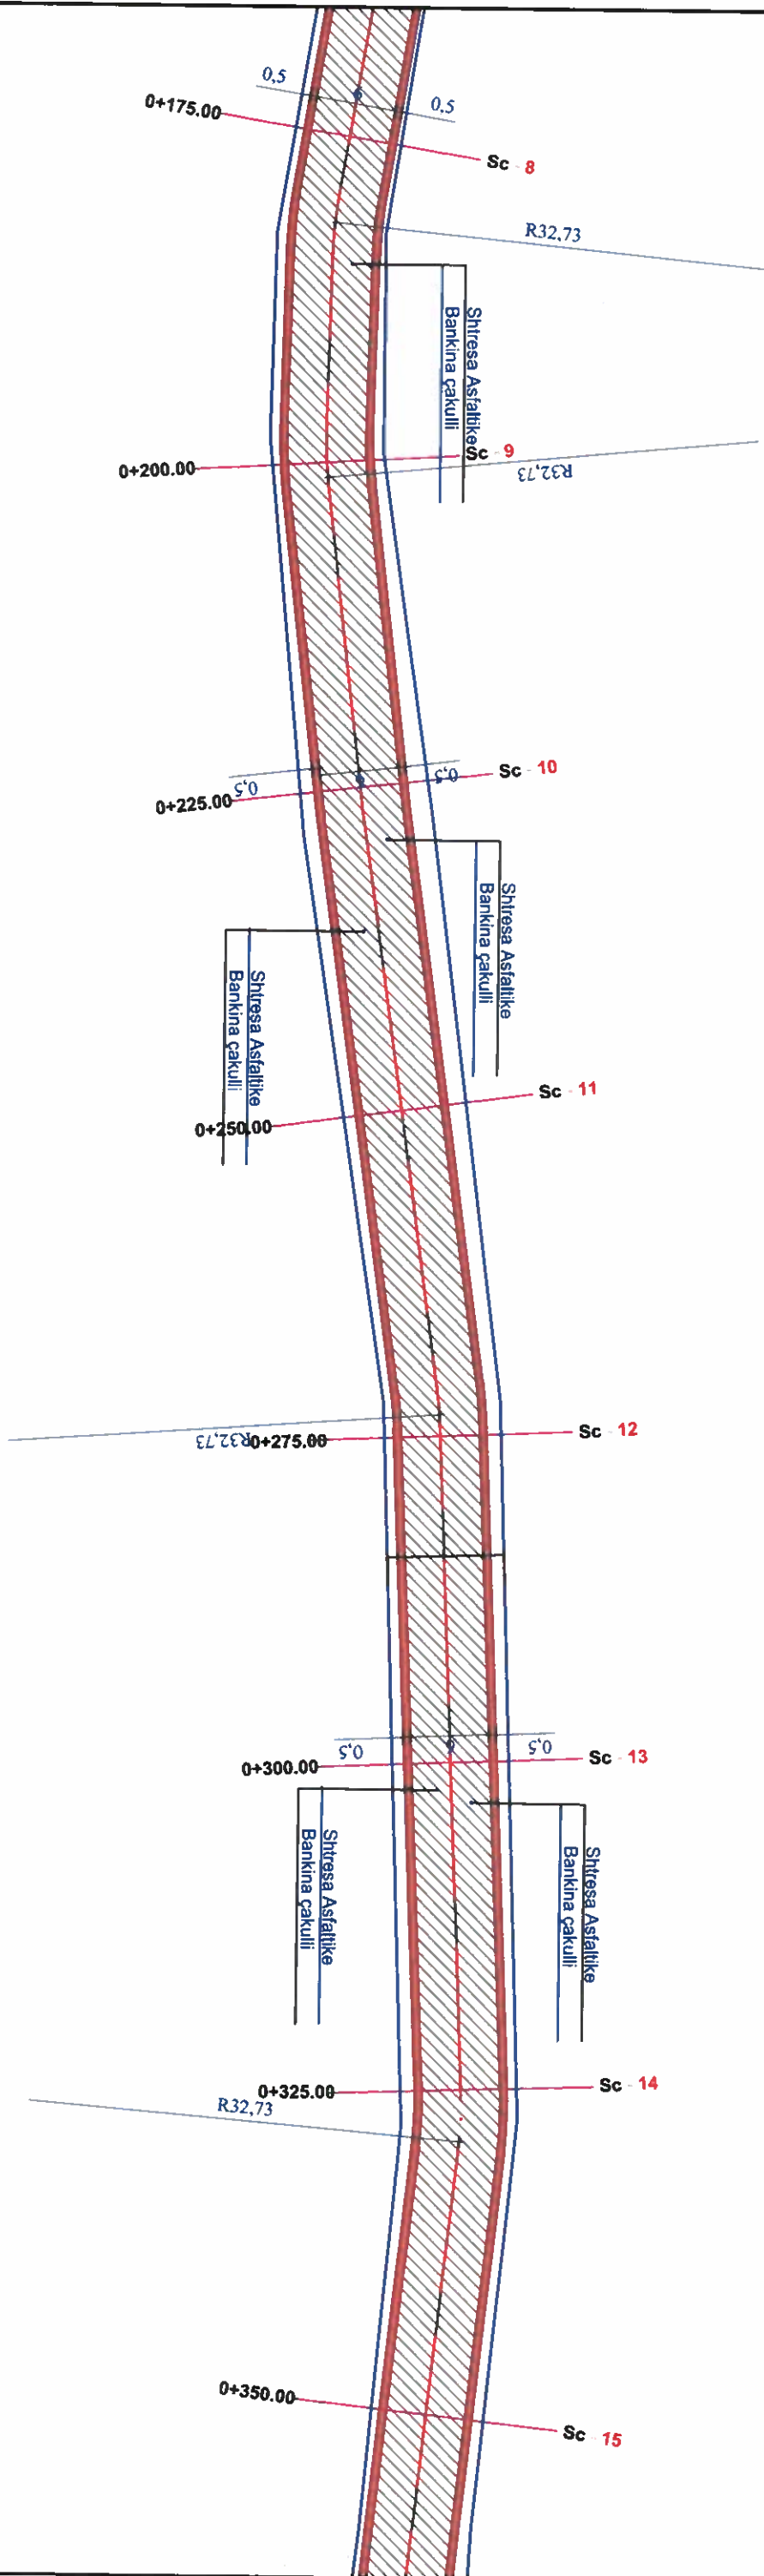 0,5
6
0,5
0+175.00
Sc - 8
R32,73
Shtresa Asfaltike
Bankina çakulli
0+200.00
Sc - 9
R32,73
Sc - 10
0,5
6
0,5
0+225.00
Shtresa Asfaltike
Bankina çakulli
Shtresa Asfaltike
Bankina çakulli
Sc - 11
0+250.00
R32,73
0+275.00
Sc - 12
0,5
6
0,5
0+300.00
Sc - 13
Shtresa Asfaltike
Bankina çakulli
Shtresa Asfaltike
Bankina çakulli
0+325.00
Sc - 14
R32,73
0+350.00
Sc - 15